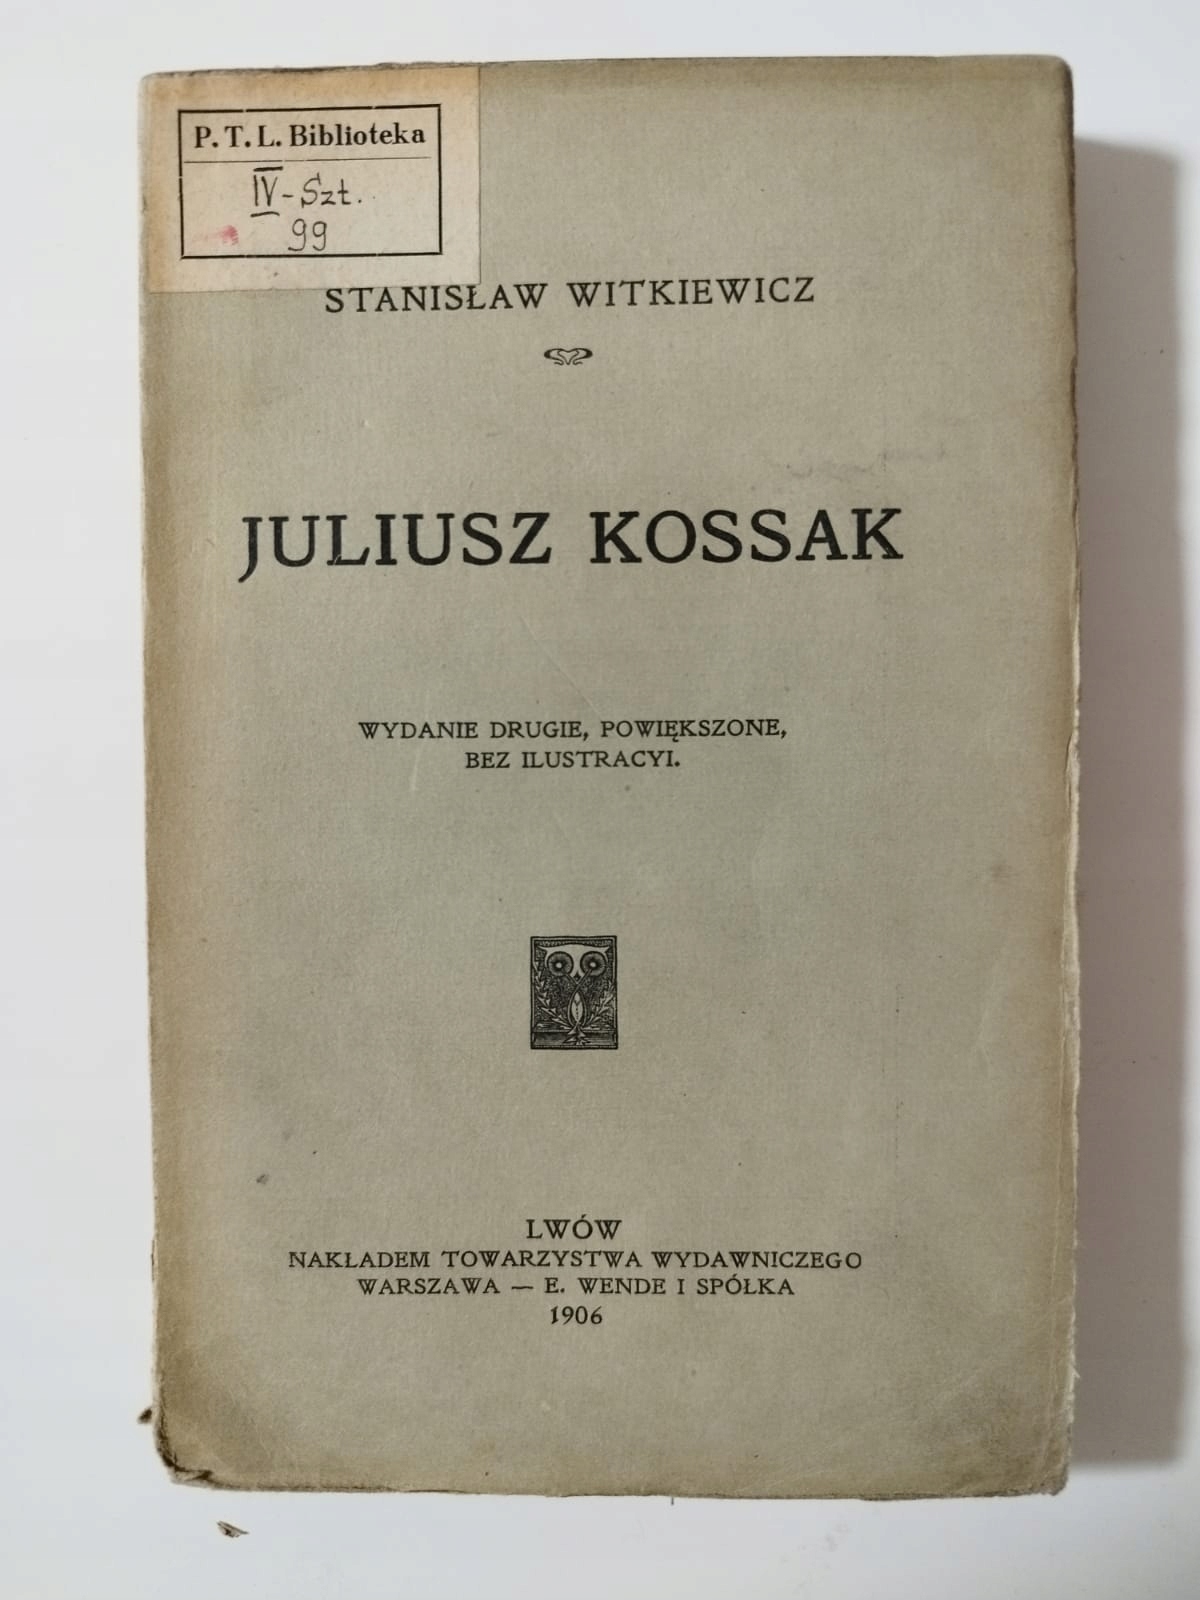 P. T. L. Biblioteka
IV-Szt.
99
STANISŁAW WITKIEWICZ
JULIUSZ KOSSAK
WYDANIE DRUGIE, POWIĘKSZONE,
BEZ ILUSTRACYI.
LWÓW
NAKŁADEM TOWARZYSTWA WYDAWNICZEGO
WARSZAWA — E. WENDE I SPÓŁKA
1906